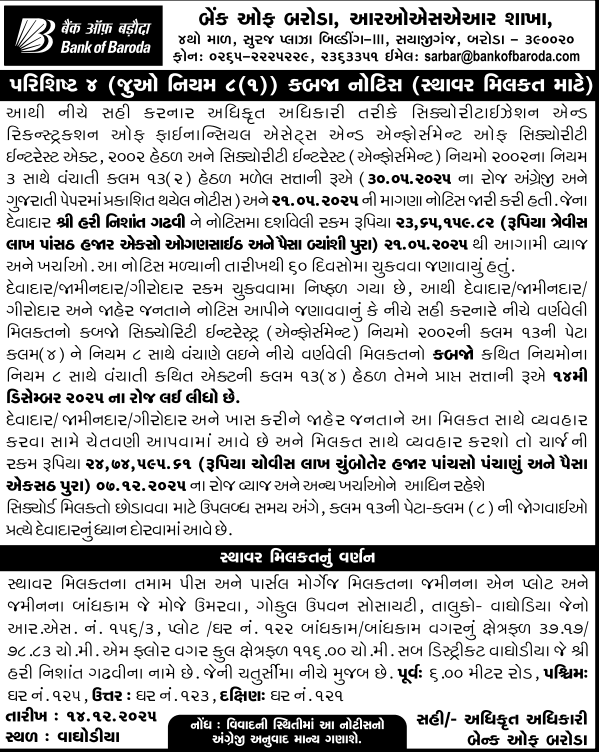 बैंक ऑफ़ बड़ौदा
Bank of Baroda
બેંક ઓફ બરોડા, આરઓએસએઆર શાખા,
૪થો માળ, સુરજ પ્લાઝા બિલ્ડીંગ-III, સયાજીગંજ, બરોડા - ૩૯૦૦૨૦
ફોન: ૦૨૬૫-૨૨૨૫૨૨૯, ૨૩૬૩૩૫૧ ઈમેલ: sarbar@bankofbaroda.com
પરિશિષ્ટ ૪ (જુઓ નિયમ ૮(૧)) કબજા નોટિસ (સ્થાવર મિલકત માટે)
આથી નીચે સહી કરનાર અધિકૃત અધિકારી તરીકે સિક્યોરીટાઈઝેશન એન્ડ
રિકન્સ્ટ્રકશન ઓફ ફાઈનાન્સિયલ એસેટ્સ એન્ડ એન્ફોર્સમેન્ટ ઓફ સિક્યોરીટી
ઈન્ટરેસ્ટ એક્ટ, ૨૦૦૨ હેઠળ અને સિક્યોરીટી ઈન્ટરેસ્ટ (એન્ફોર્સમેન્ટ) નિયમો ૨૦૦૨ના નિયમ
૩ સાથે વંચાતી કલમ ૧૩(૨) હેઠળ મળેલ સત્તાની રૂએ (૩૦.૦૫.૨૦૨૫ ના રોજ અંગ્રેજી અને
ગુજરાતી પેપરમાં પ્રકાશિત થયેલ નોટીસ) અને ૨૧.૦૫.૨૦૨૫ ની માગણા નોટિસ જારી કરી હતી. જેના
દેવાદાર શ્રી હરી નિશાંત ગઢવી ને નોટિસમા દર્શાવેલી રકમ રૂપિયા ૨૩,૬૫,૧૫૯.૮૨ (રૂપિયા ત્રેવીસ
લાખ પાંસઠ હજાર એકસો ઓગણસાઈઠ અને પૈસા બ્યાંશી પુરા) ૨૧.૦૫.૨૦૨૫ થી આગામી વ્યાજ
અને ખર્ચાઓ. આ નોટિસ મળ્યાની તારીખથી ૬૦ દિવસોમા ચુકવવા જણાવાયું હતું.
દેવાદાર/જામીનદાર/ગીરોદાર રકમ ચુકવવામા નિષ્ફળ ગયા છે, આથી દેવાદાર/જામીનદાર/
ગીરોદાર અને જાહેર જનતાને નોટિસ આપીને જણાવવાનું કે નીચે સહી કરનારે નીચે વર્ણવેલી
મિલકતનો કબજો સિક્યોરિટી ઈન્ટરેસ્ટ્ર (એન્ફોર્સમેન્ટ) નિયમો ૨૦૦૨ની કલમ ૧૩ની પેટા
કલમ(૪) ને નિયમ ૮ સાથે વંચાણે લઇને નીચે વર્ણવેલી મિલકતનો કબજો કથિત નિયમોના
નિયમ ૮ સાથે વંચાતી કથિત એક્ટની કલમ ૧૩(૪) હેઠળ તેમને પ્રાપ્ત સત્તાની રૂએ ૧૪મી
ડિસેમ્બર ૨૦૨૫ ના રોજ લઈ લીધો છે.
દેવાદાર/ જામીનદાર/ગીરોદાર અને ખાસ કરીને જાહેર જનતાને આ મિલકત સાથે વ્યવહાર
કરવા સામે ચેતવણી આપવામાં આવે છે અને મિલકત સાથે વ્યવહાર કરશો તો ચાર્જ ની
રકમ રૂપિયા ૨૪,૭૪,૫૯૫.૬૧ (રૂપિયા ચોવીસ લાખ ચુંબોતેર હજાર પાંચસો પંચાણું અને પૈસા
એકસઠ પુરા) ૦૭.૧૨.૨૦૨૫ ના રોજ વ્યાજ અને અન્ય ખર્ચાઓને આધિન રહેશે
સિક્યોર્ડ મિલકતો છોડાવવા માટે ઉપલબ્ધ સમય અંગે, કલમ ૧૩ની પેટા-કલમ (૮) ની જોગવાઈઓ
પ્રત્યે દેવાદારનું ધ્યાન દોરવામાં આવે છે.
સ્થાવર મિલકતનું વર્ણન
સ્થાવર મિલકતના તમામ પીસ અને પાર્સલ મોર્ગેજ મિલકતના જમીનના એન પ્લોટ અને
જમીનના બાંધકામ જે મોજે ઉમરવા, ગોકુલ ઉપવન સોસાયટી, તાલુકો- વાઘોડિયા જેનો
આર.એસ. નં. ૧૫૬/૩, પ્લોટ /ઘર નં. ૧૨૨ બાંધકામ/બાંધકામ વગરનું ક્ષેત્રફળ ૩૭.૧૭/
૭૮.૮૩ ચો.મી. એમ ફ્લોર વગર કુલ ક્ષેત્રફળ ૧૧૬.૦૦ ચો.મી. સબ ડિસ્ટ્રીકટ વાઘોડિયા જે શ્રી
હરી નિશાંત ગઢવીના નામે છે. જેની ચતુર્સીમા નીચે મુજબ છે. પૂર્વ: ૬.૦૦ મીટર રોડ, પશ્ચિમ:
ઘર નં.૧૨૫, ઉત્તર : ઘર નં.૧૨૩, દક્ષિણ: ઘર નં. ૧૨૧
તારીખ : ૧૪.૧૨.૨૦૨૫
સ્થળ : વાઘોડીયા
નોંધ : વિવાદની સ્થિતીમાં આ નોટીસનો
અંગ્રેજી અનુવાદ માન્ય ગણાશે.
સહી/- અધિકૃત અધિકારી
બેન્ક ઓફ બરોડા